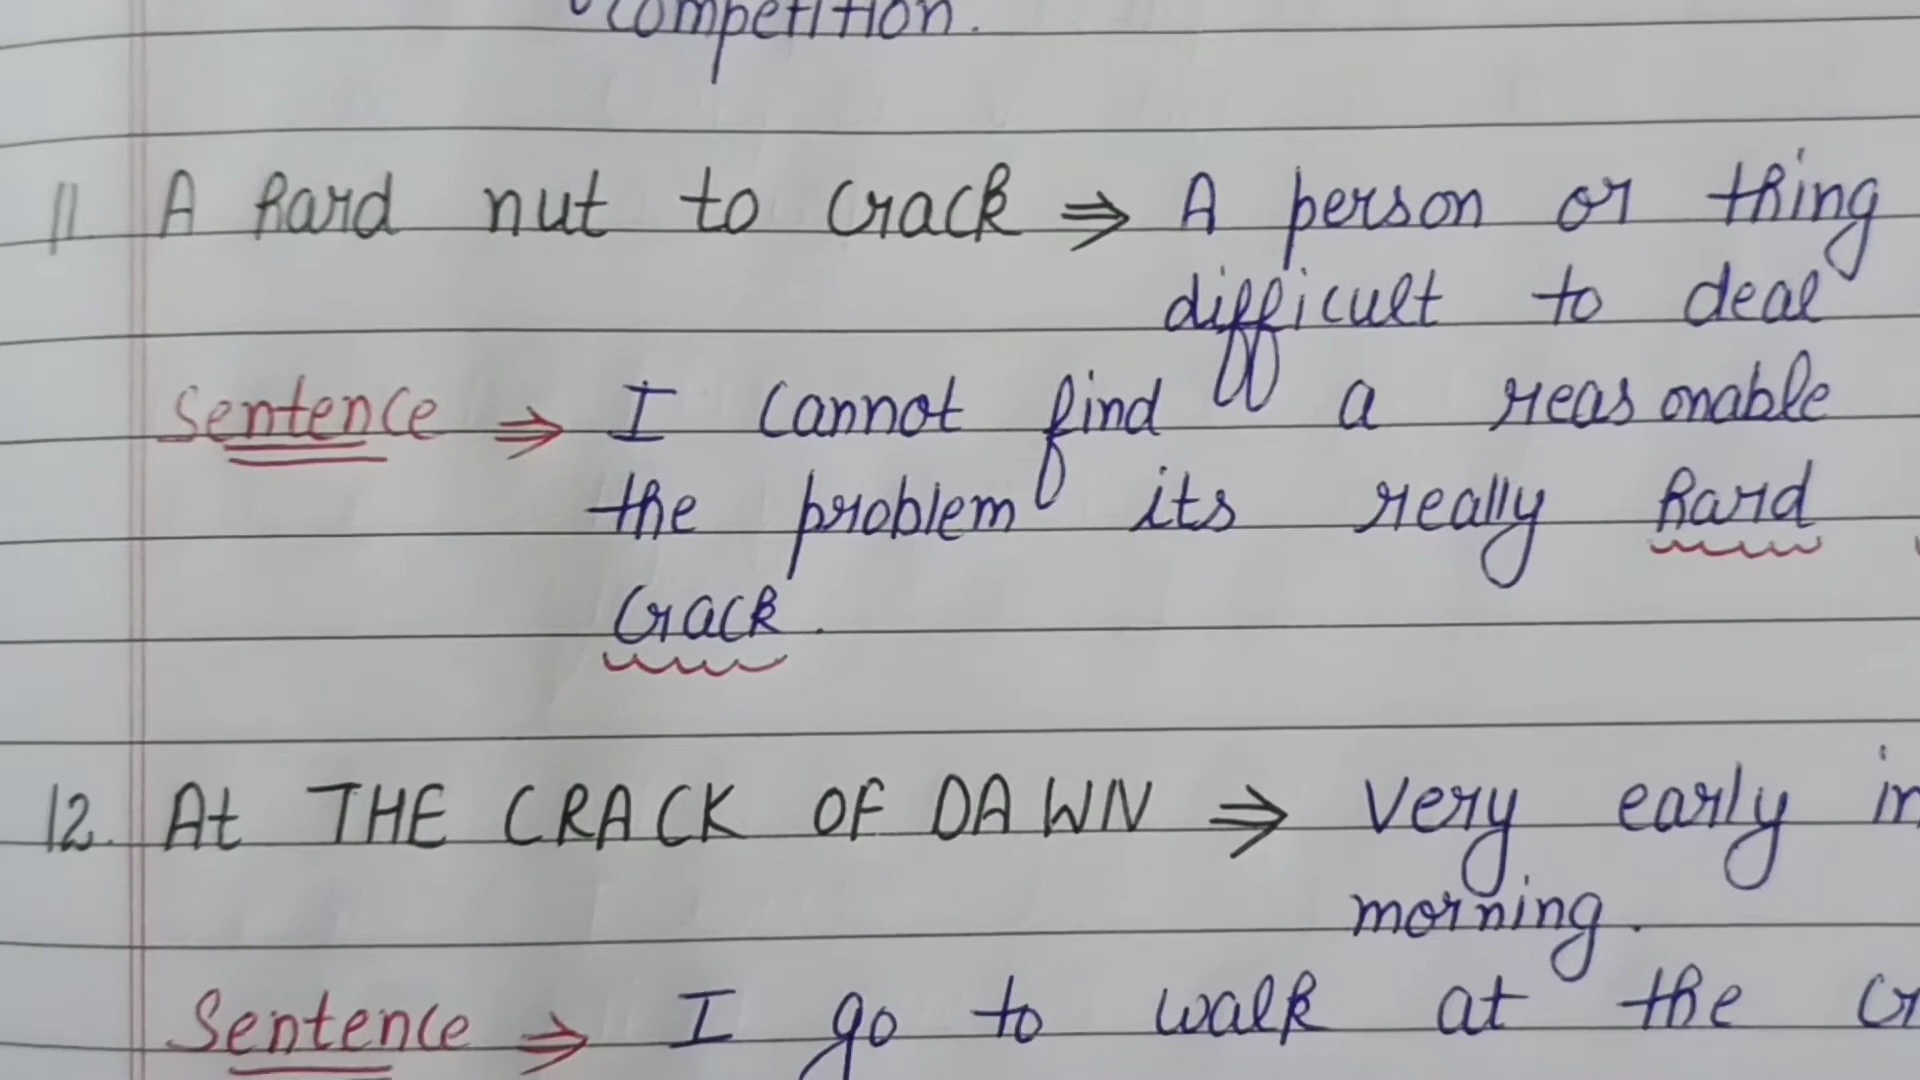 competition.
11. A hard nut to crack ⇒ A person or thing
difficult to deal
Sentence ⇒ I cannot find a reasonable
the problem its really hard
crack.
12. At THE CRACK OF DAWN ⇒ Very early in
morning.
Sentence ⇒ I go to walk at the cr